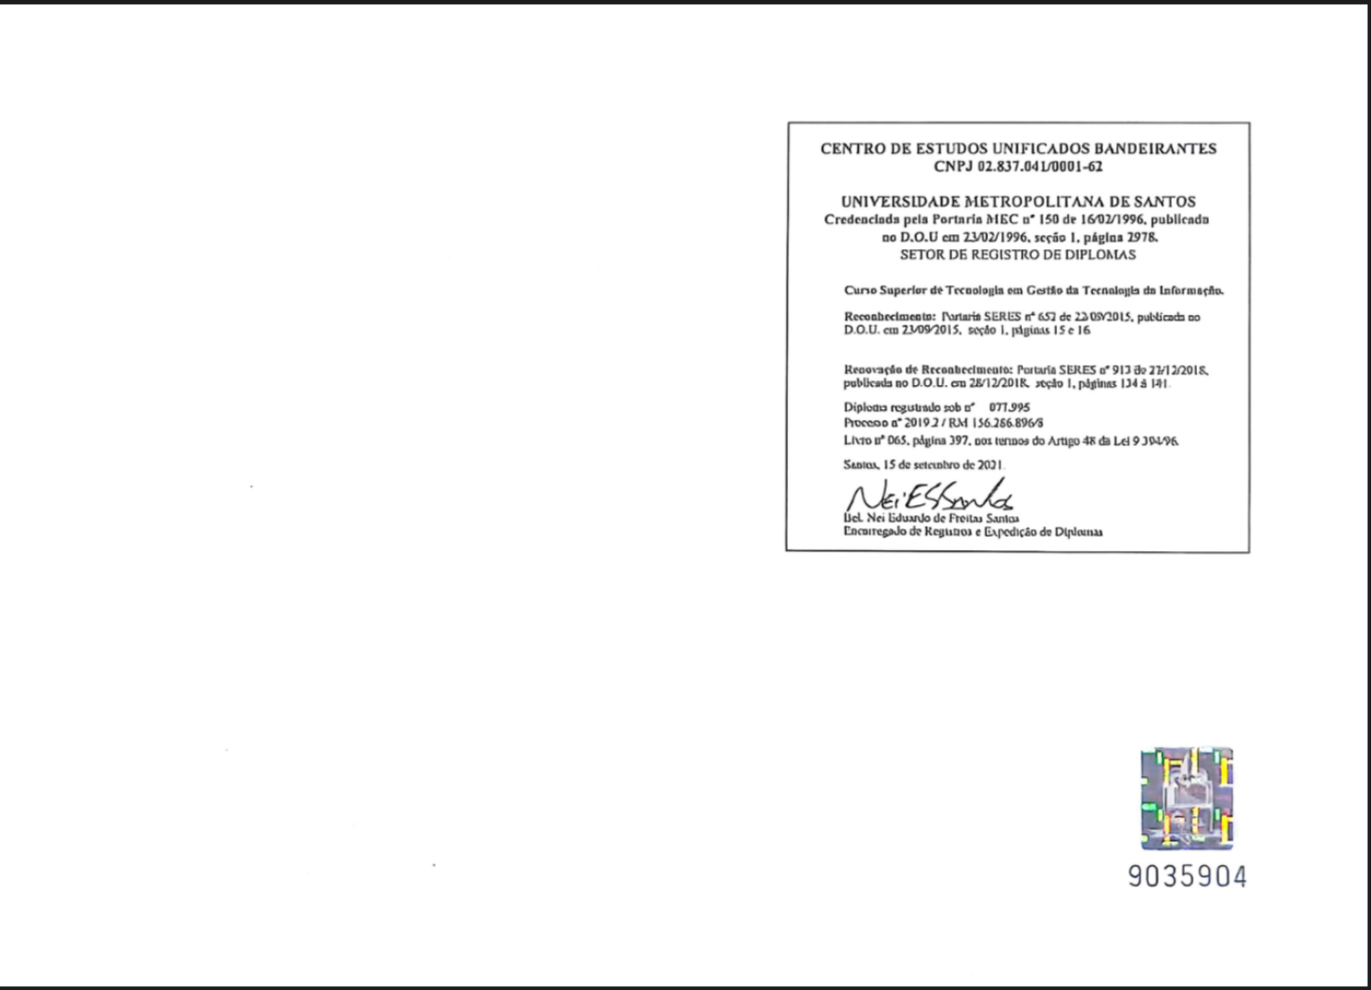 CENTRO DE ESTUDOS UNIFICADOS BANDEIRANTES
CNPJ 02.837.041/0001-62
UNIVERSIDADE METROPOLITANA DE SANTOS
Credenciada pela Portaria MEC nº 150 de 16/02/1996, publicada
no D.O.U em 23/02/1996, seção 1, página 2978.
SETOR DE REGISTRO DE DIPLOMAS
Curso Superior de Tecnologia em Gestão da Tecnologia da Informação.
Reconhecimento: Portaria SERES nº 652 de 22/09/2015, publicada no
D.O.U. em 23/09/2015, seção 1, páginas 15 e 16
Renovação de Reconhecimento: Portaria SERES nº 913 de 27/12/2018,
publicada no D.O.U. em 28/12/2018, seção 1, páginas 134 à 141.
Diploma registrado sob nº 077.995
Processo nº 2019.2 / RM 156.286.896/8
Livro nº 065, página 397, nos termos do Artigo 48 da Lei 9.394/96.
Santos, 15 de setembro de 2021.
Nei ESSantos
Bel. Nei Eduardo de Freitas Santos
Encarregado de Registros e Expedição de Diplomas
9035904